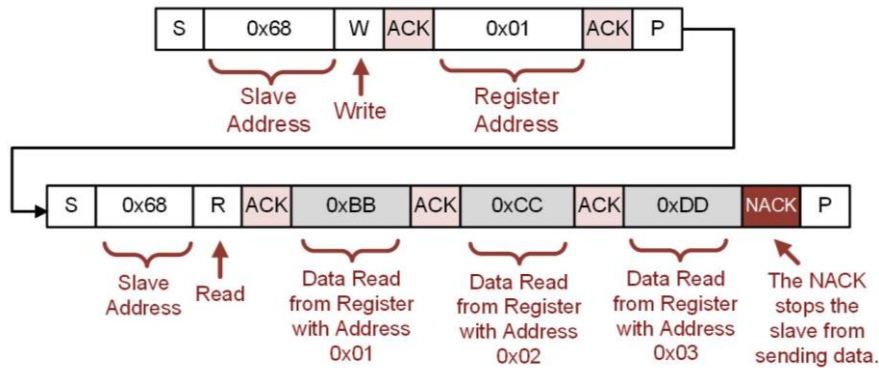 S 0x68 W ACK 0x01 ACK P
Slave
Address
Write
Register
Address
S 0x68 R ACK 0xBB ACK 0xCC ACK 0xDD NACK P
Slave
Address
Read
Data Read
from Register
with Address
0x01
Data Read
from Register
with Address
0x02
Data Read
from Register
with Address
0x03
The NACK
stops the
slave from
sending data.